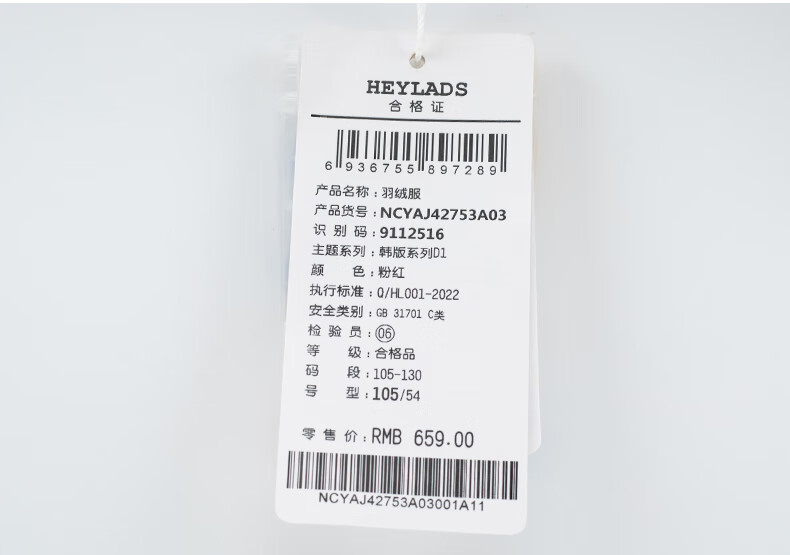 HEYLADS
合格证
6 936755 897289
产品名称：羽绒服
产品货号：NCYAJ42753A03
识别码：9112516
主题系列：韩版系列D1
颜色：粉红
执行标准：Q/HL001-2022
安全类别：GB 31701 C类
检验员：06
等级：合格品
码段：105-130
号型：105/54
零售价：RMB 659.00
NCYAJ42753A03001A11